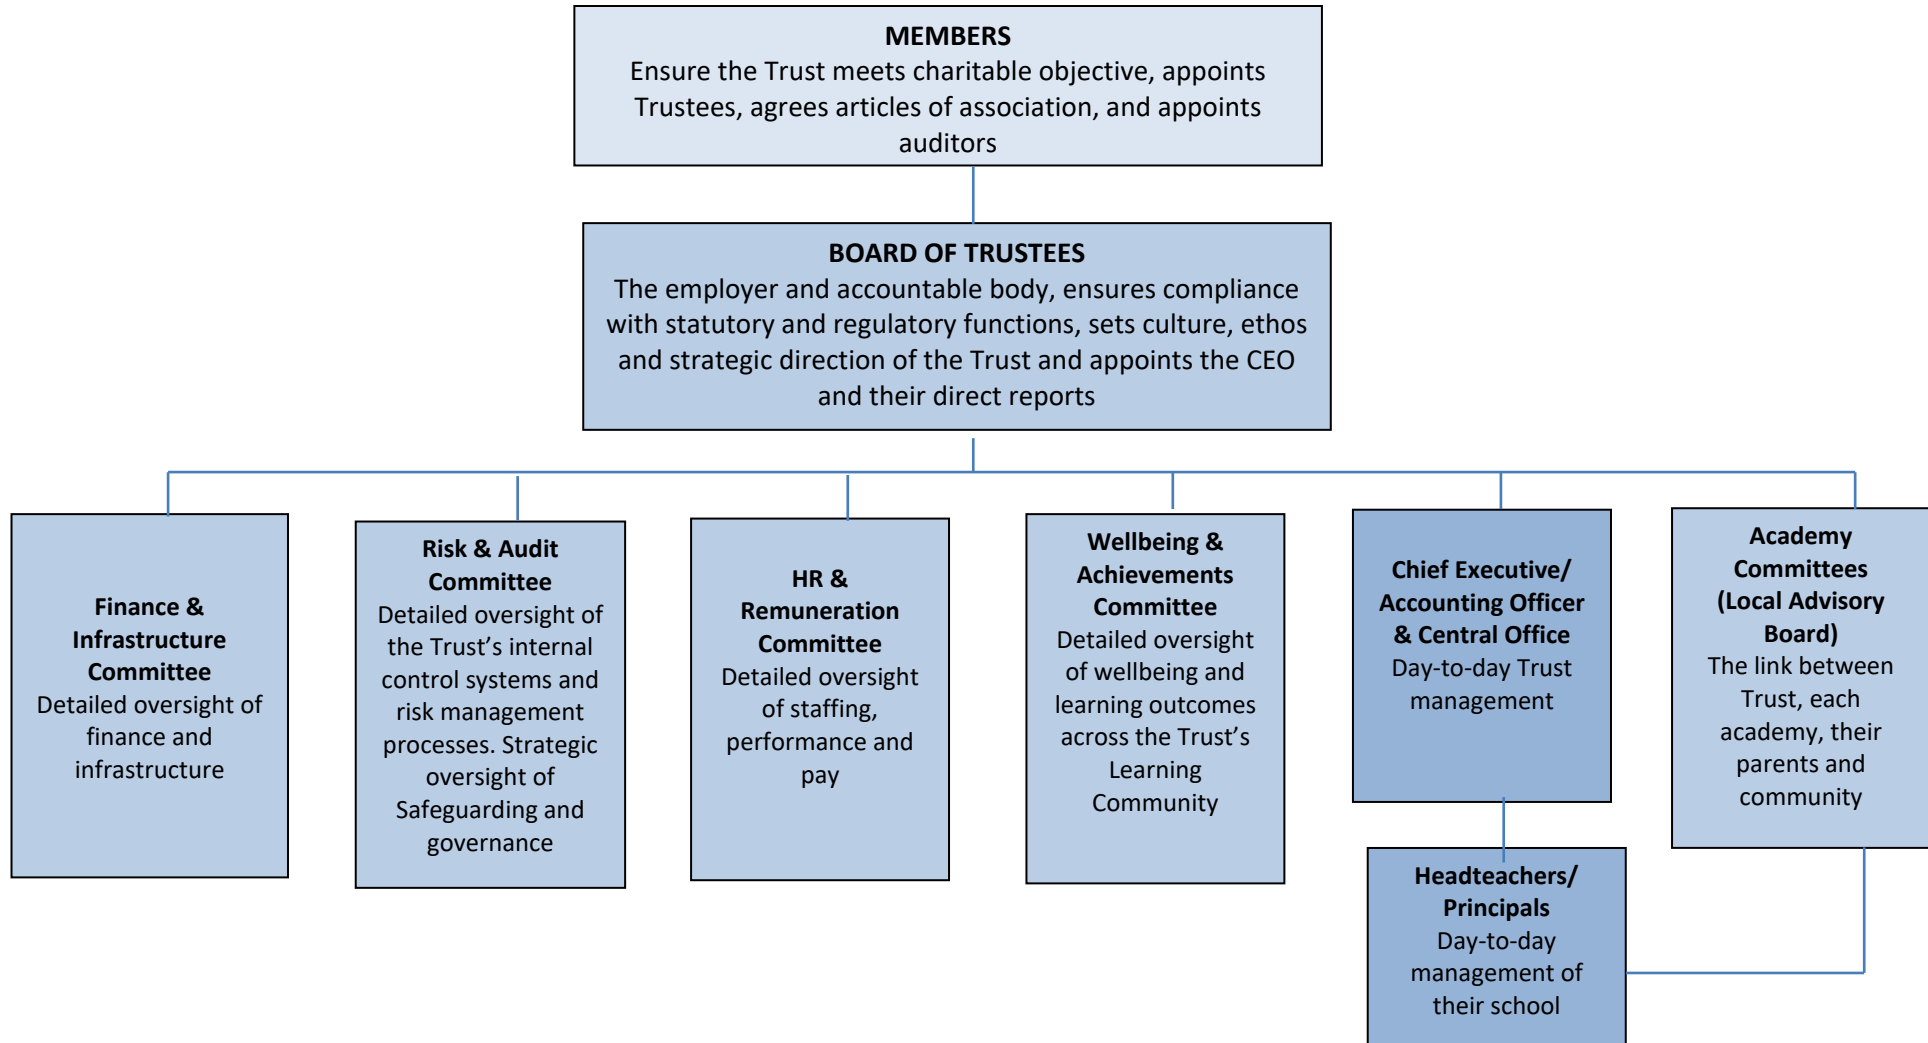 MEMBERS
Ensure the Trust meets charitable objective, appoints
Trustees, agrees articles of association, and appoints
auditors
BOARD OF TRUSTEES
The employer and accountable body, ensures compliance
with statutory and regulatory functions, sets culture, ethos
and strategic direction of the Trust and appoints the CEO
and their direct reports
Finance &
Infrastructure
Committee
Detailed oversight of
finance and
infrastructure
Risk & Audit
Committee
Detailed oversight of
the Trust’s internal
control systems and
risk management
processes. Strategic
oversight of
Safeguarding and
governance
HR &
Remuneration
Committee
Detailed oversight
of staffing,
performance and
pay
Wellbeing &
Achievements
Committee
Detailed oversight
of wellbeing and
learning outcomes
across the Trust’s
Learning
Community
Chief Executive/
Accounting Officer
& Central Office
Day-to-day Trust
management
Academy
Committees
(Local Advisory
Board)
The link between
Trust, each
academy, their
parents and
community
Headteachers/
Principals
Day-to-day
management of
their school